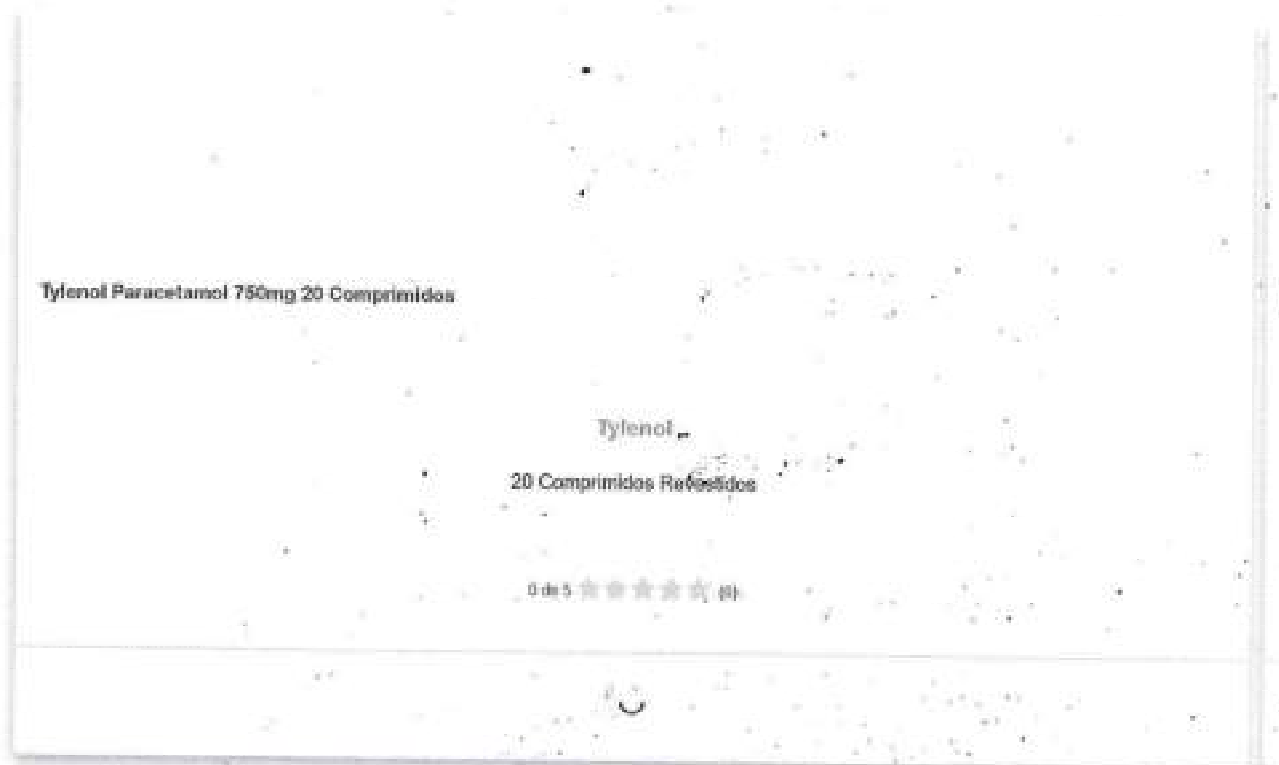 Tylenol Paracetamol 750mg 20 Comprimidos
Tylenol
20 Comprimidos Revestidos
0 de 5 (0)